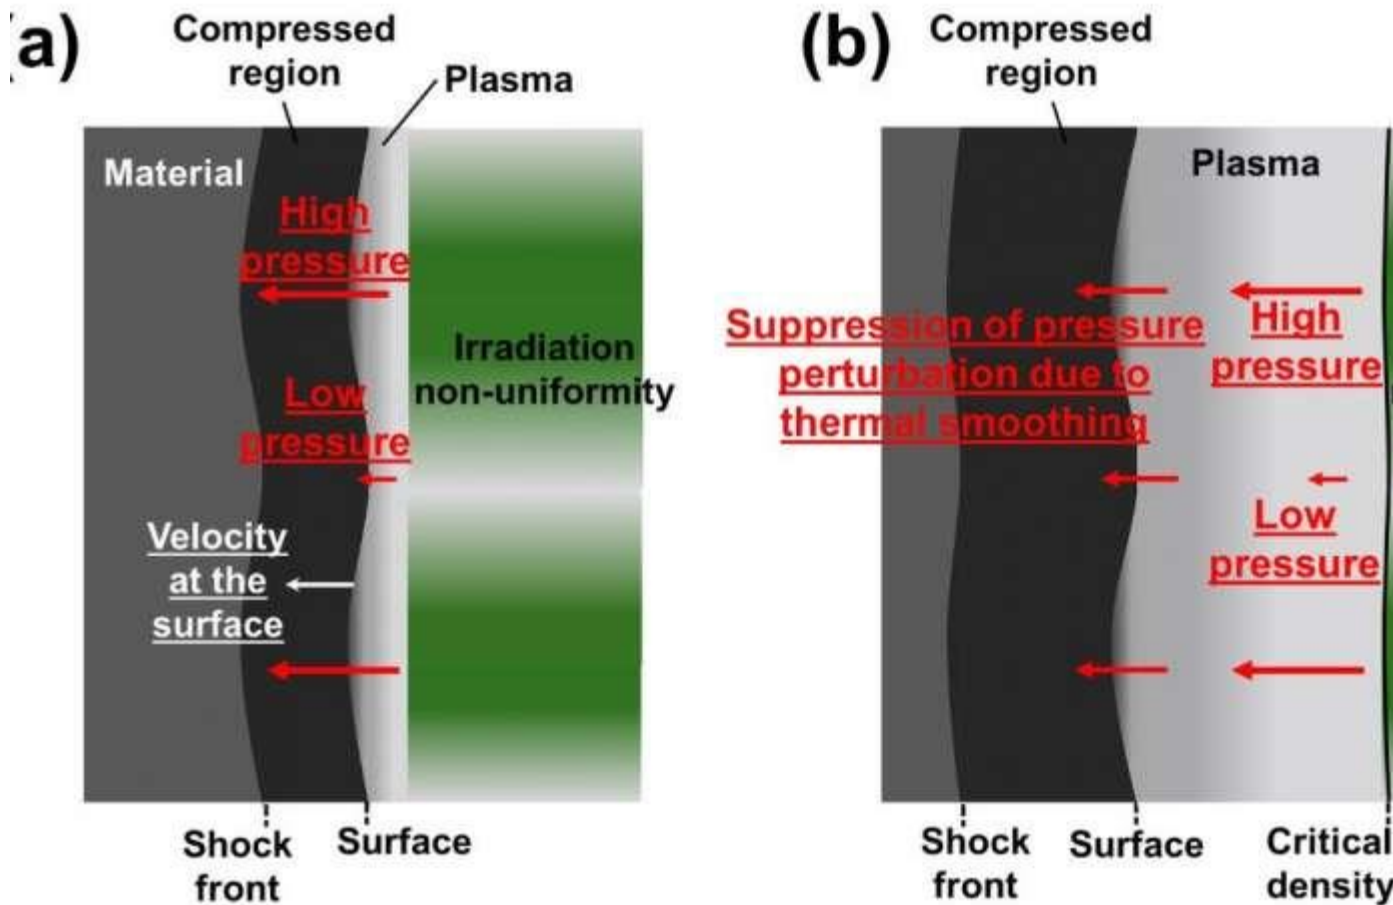 (a)
Compressed
region
Plasma
Material
High
pressure
Irradiation
non-uniformity
Low
pressure
Velocity
at the
surface
Shock
front
Surface
(b)
Compressed
region
Plasma
Suppression of pressure
perturbation due to
thermal smoothing
High
pressure
Low
pressure
Shock
front
Surface
Critical
density